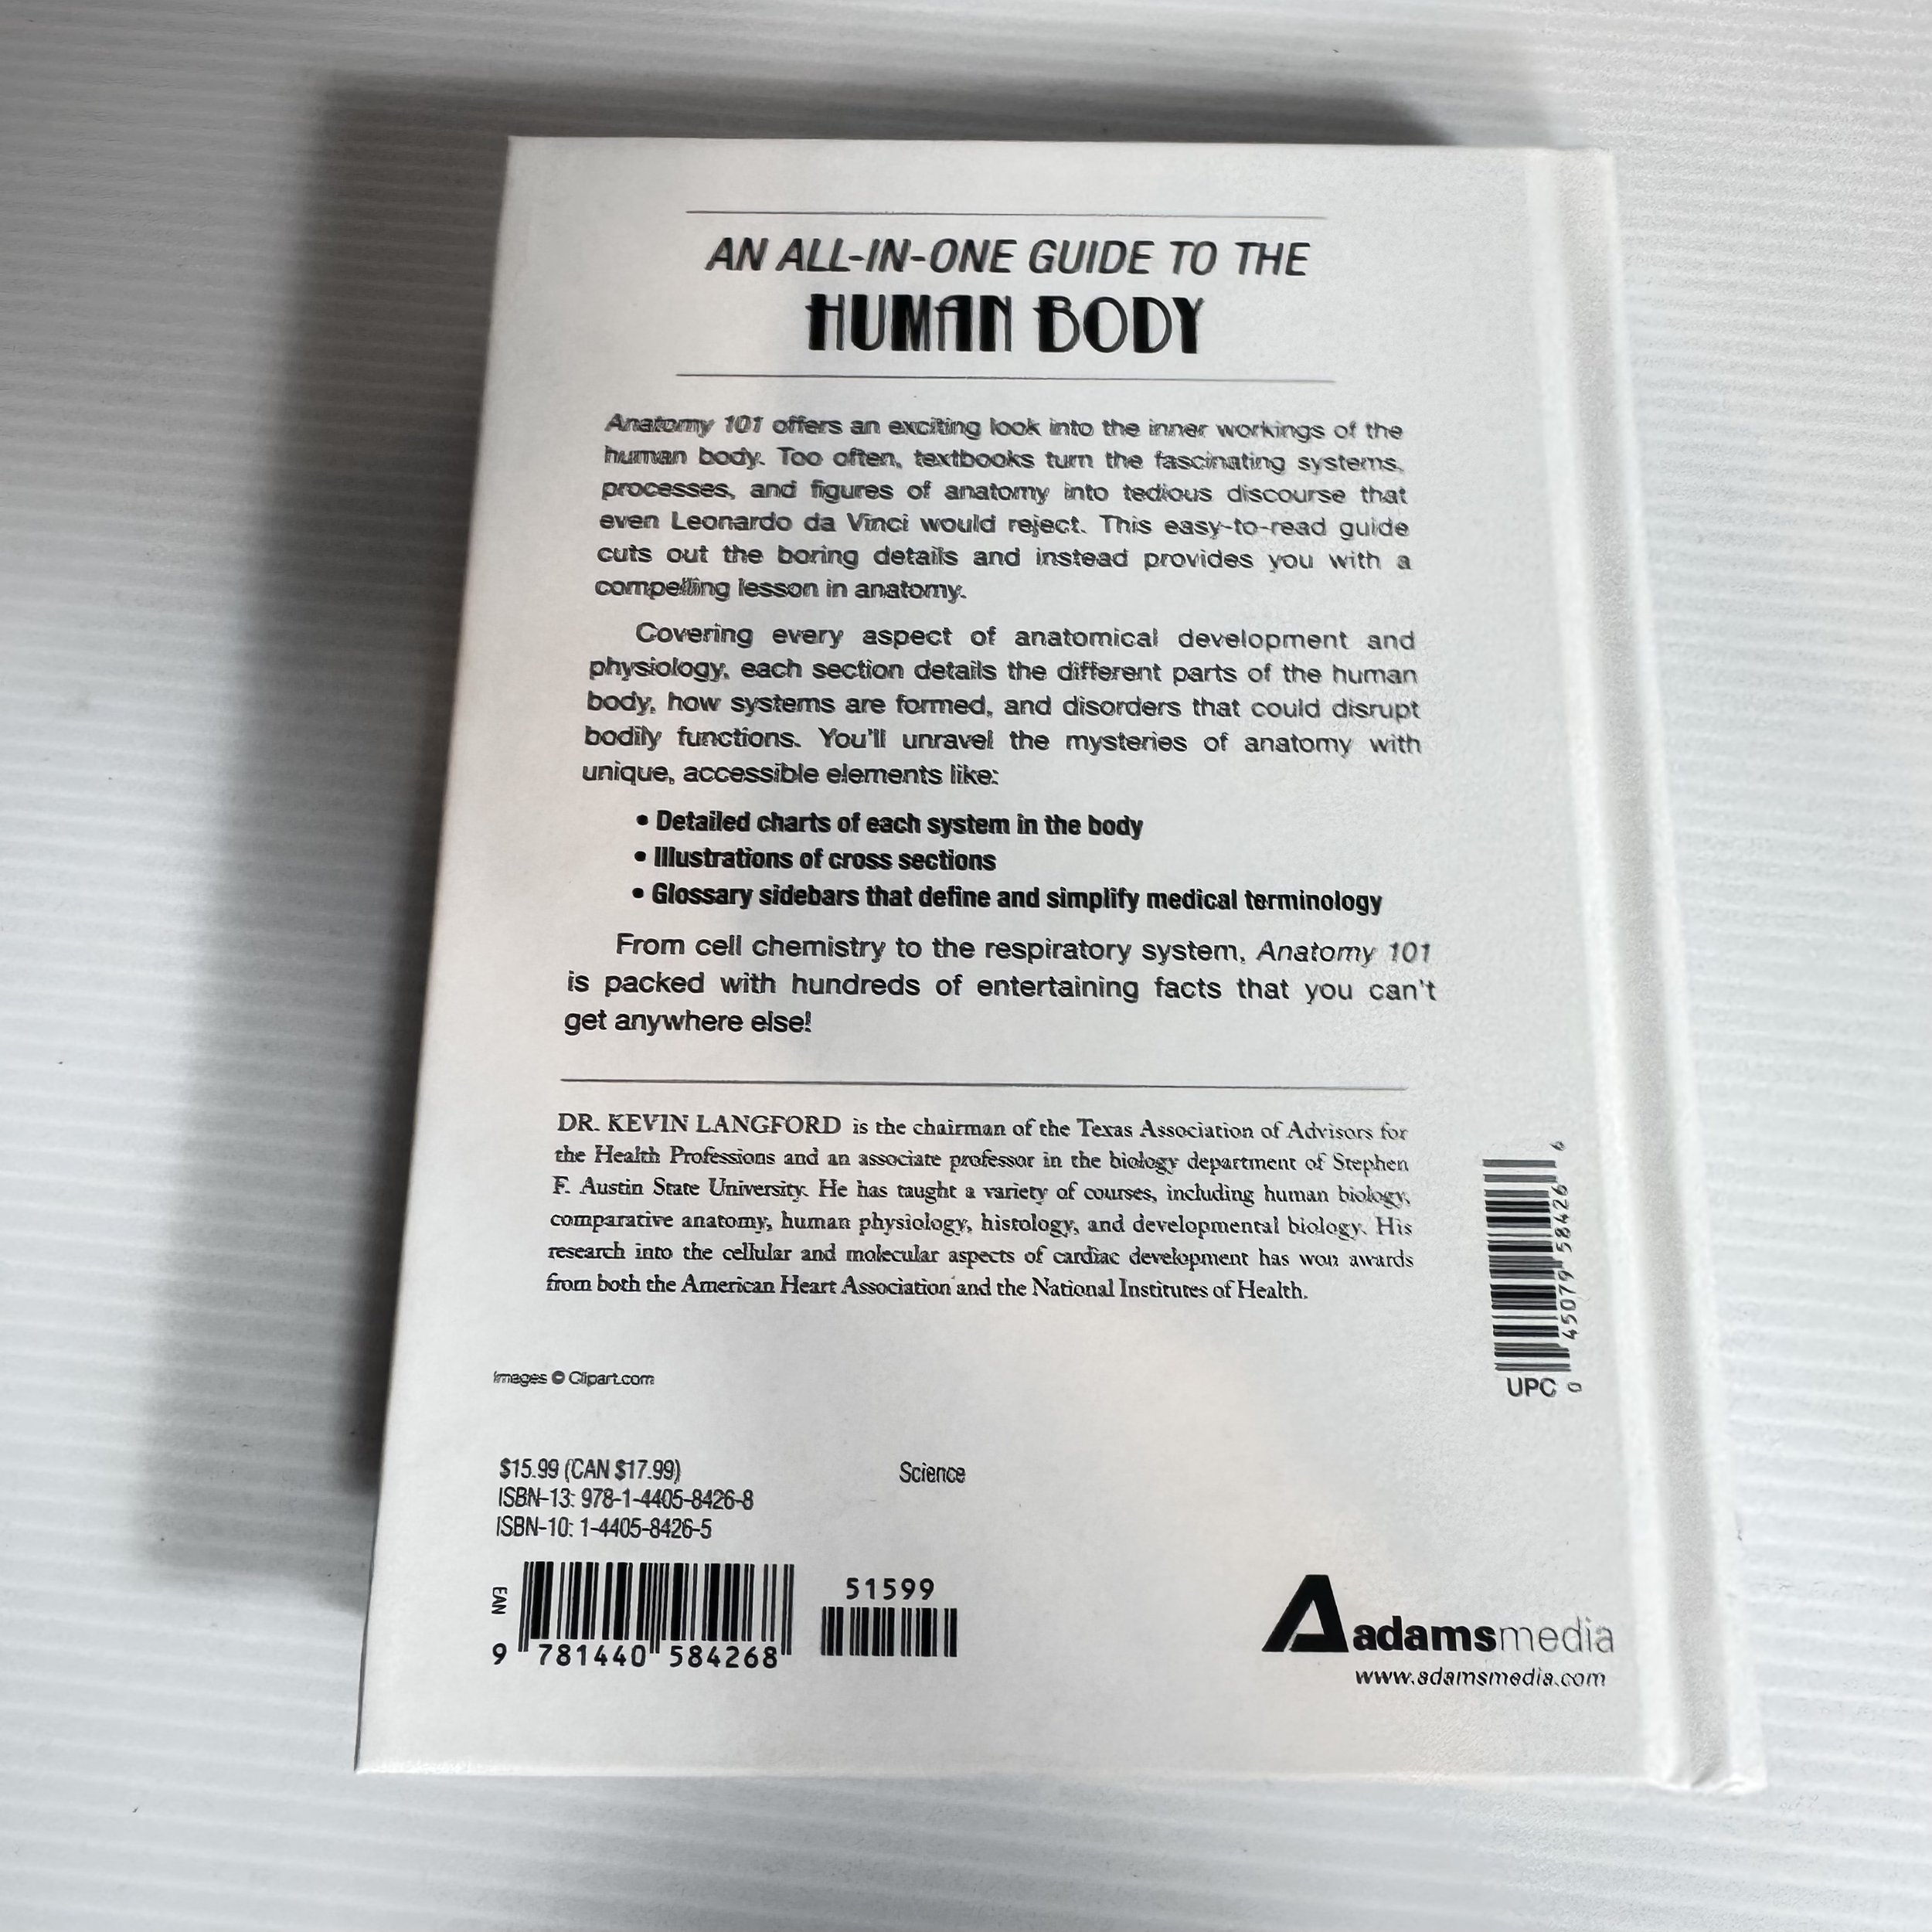 AN ALL-IN-ONE GUIDE TO THE
HUMAN BODY
Anatomy 101 offers an exciting look into the inner workings of the
human body. Too often, textbooks turn the fascinating systems,
processes, and figures of anatomy into tedious discourse that
even Leonardo da Vinci would reject. This easy-to-read guide
cuts out the boring details and instead provides you with a
compelling lesson in anatomy.
Covering every aspect of anatomical development and
physiology, each section details the different parts of the human
body, how systems are formed, and disorders that could disrupt
bodily functions. You'll unravel the mysteries of anatomy with
unique, accessible elements like:
• Detailed charts of each system in the body
• Illustrations of cross sections
• Glossary sidebars that define and simplify medical terminology
From cell chemistry to the respiratory system, Anatomy 101
is packed with hundreds of entertaining facts that you can't
get anywhere else!
DR. KEVIN LANGFORD is the chairman of the Texas Association of Advisors for
the Health Professions and an associate professor in the biology department of Stephen
F. Austin State University. He has taught a variety of courses, including human biology,
comparative anatomy, human physiology, histology, and developmental biology. His
research into the cellular and molecular aspects of cardiac development has won awards
from both the American Heart Association and the National Institutes of Health.
UPC 0 45079 58426 6
Images © Clipart.com
$15.99 (CAN $17.99)
Science
ISBN-13: 978-1-4405-8426-8
ISBN-10: 1-4405-8426-5
EAN
51599
9 781440 584268
adamsmedia
www.adamsmedia.com